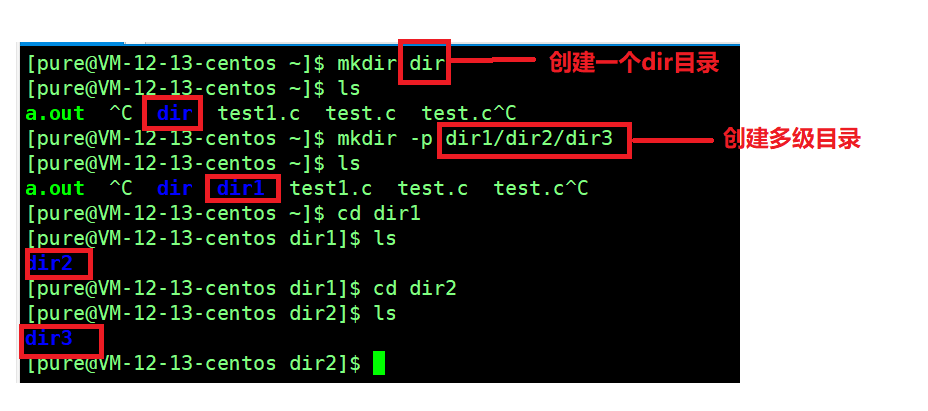 [pure@VM-12-13-centos ~]$ mkdir dir 创建一个dir目录
[pure@VM-12-13-centos ~]$ ls
a.out  ^C  dir  test1.c  test.c  test.c^C
[pure@VM-12-13-centos ~]$ mkdir -p dir1/dir2/dir3 创建多级目录
[pure@VM-12-13-centos ~]$ ls
a.out  ^C  dir  dir1  test1.c  test.c  test.c^C
[pure@VM-12-13-centos ~]$ cd dir1
[pure@VM-12-13-centos dir1]$ ls
dir2
[pure@VM-12-13-centos dir1]$ cd dir2
[pure@VM-12-13-centos dir2]$ ls
dir3
[pure@VM-12-13-centos dir2]$